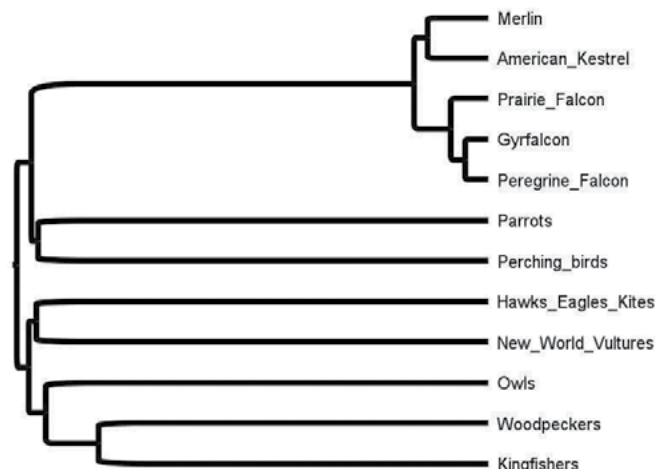 Merlin
American_Kestrel
Prairie_Falcon
Gyrfalcon
Peregrine_Falcon
Parrots
Perching_birds
Hawks_Eagles_Kites
New_World_Vultures
Owls
Woodpeckers
Kingfishers